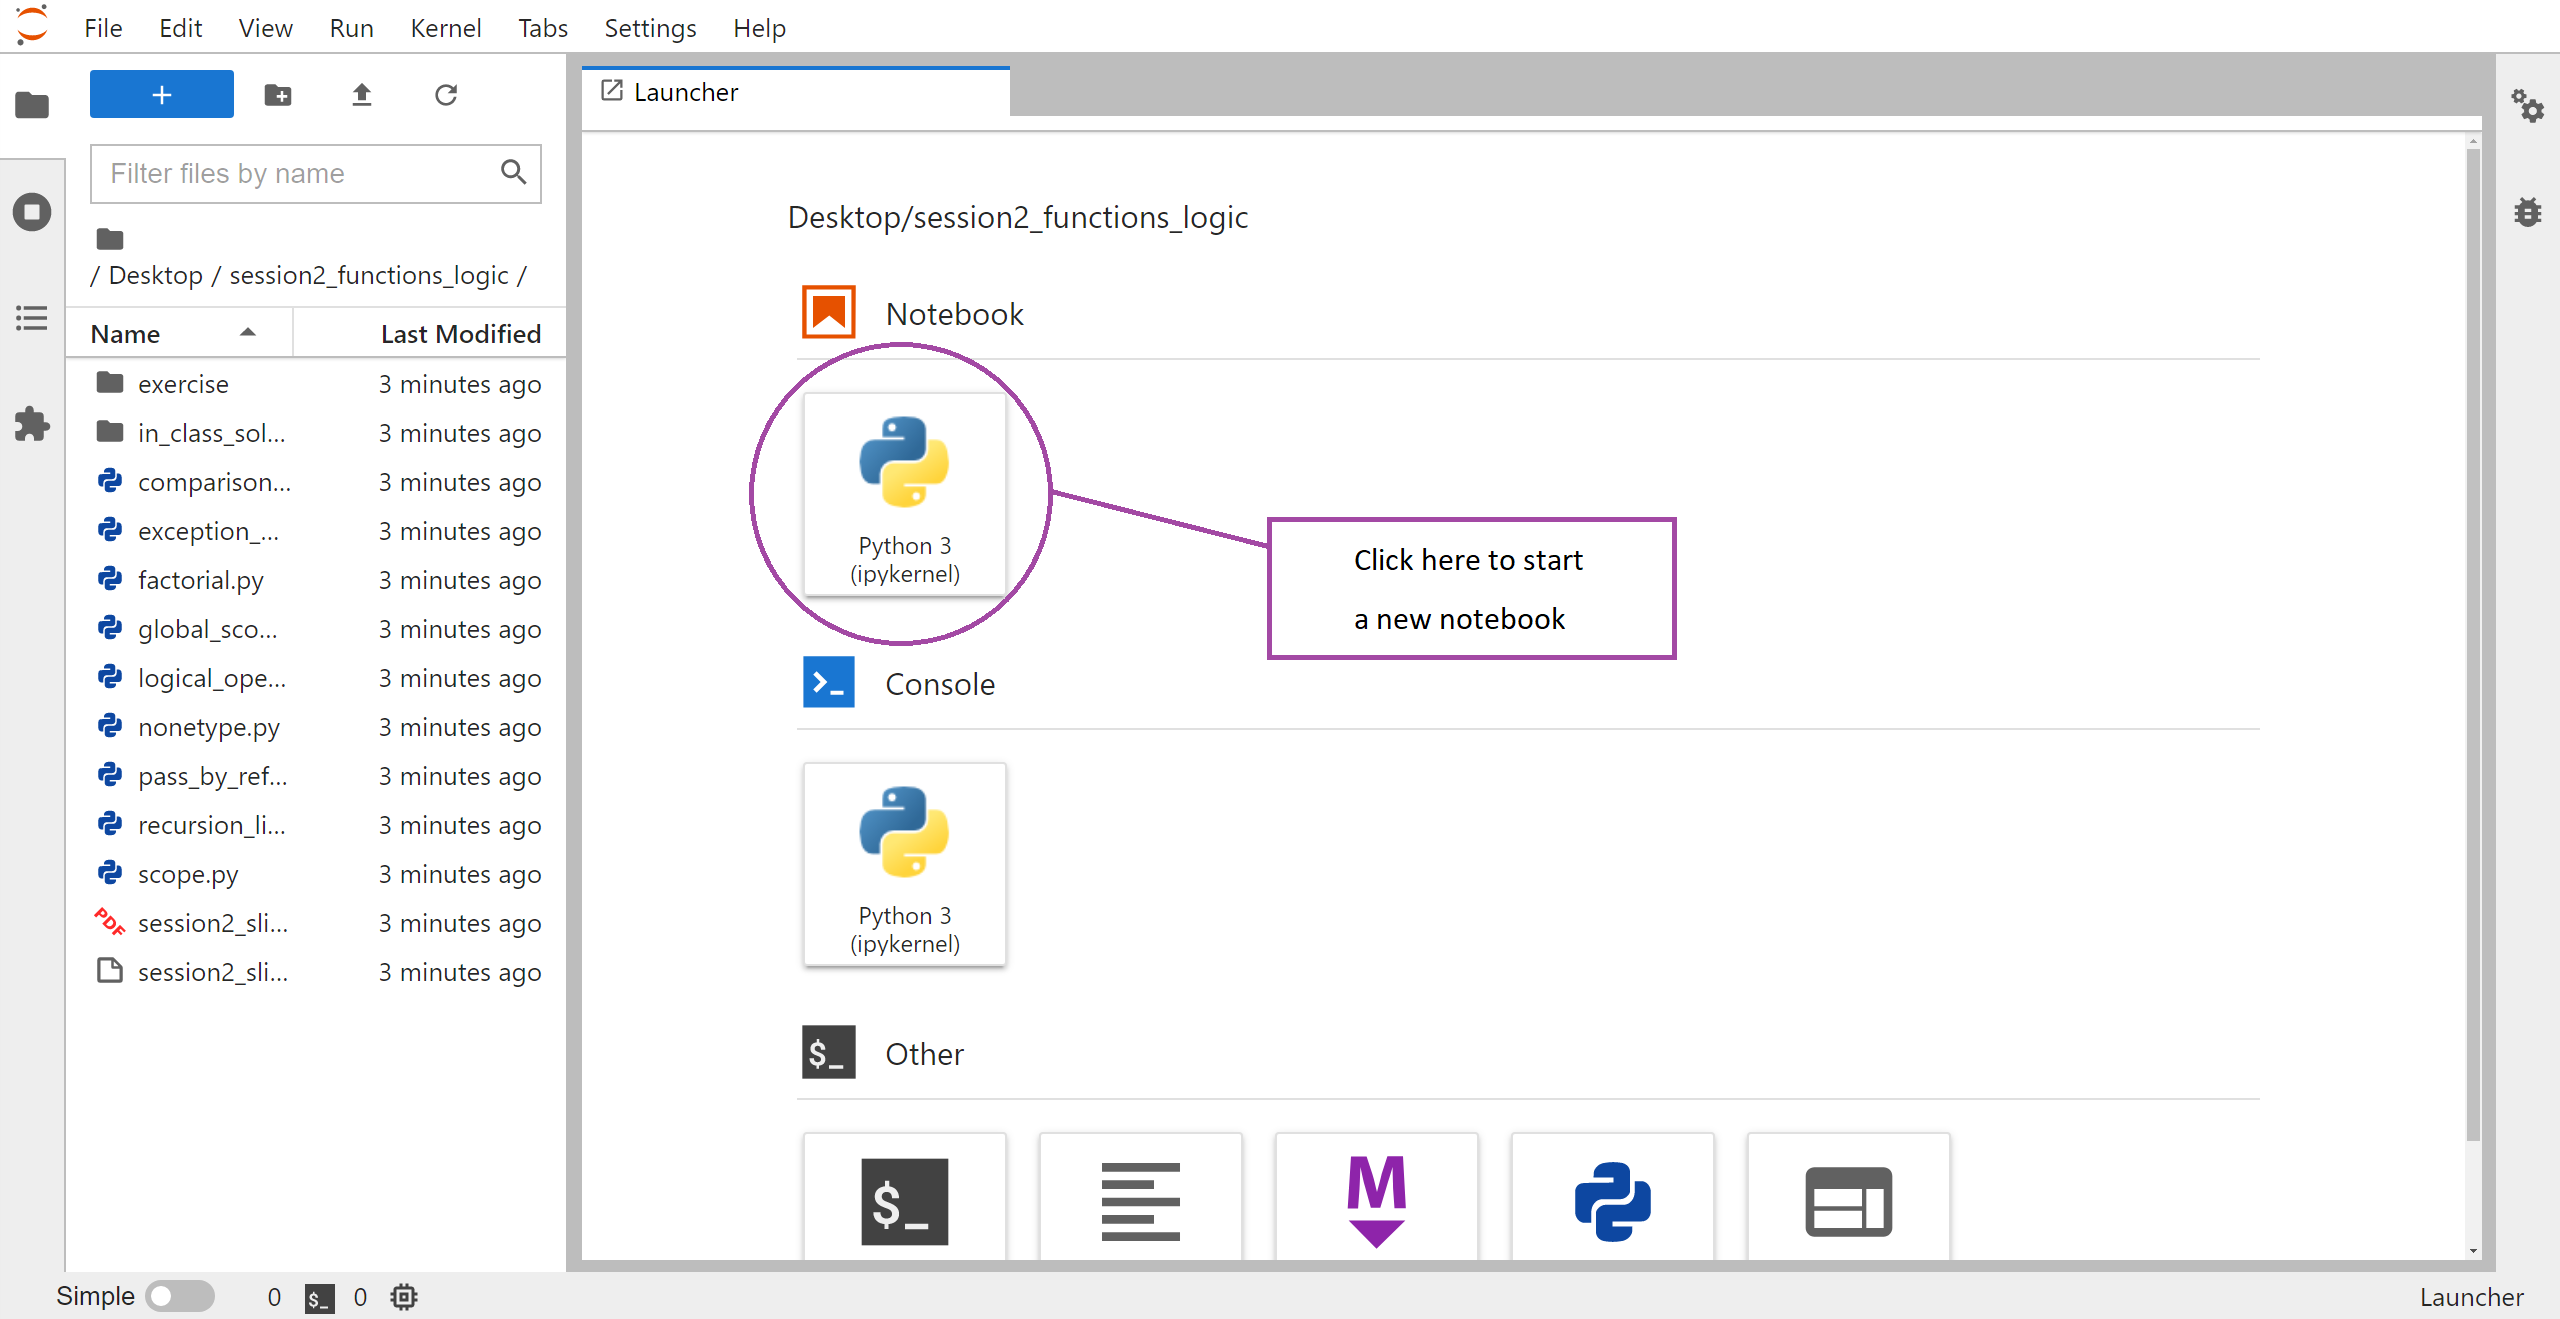 File Edit View Run Kernel Tabs Settings Help
+
Filter files by name
/ Desktop / session2_functions_logic /
Name Last Modified
exercise 3 minutes ago
in_class_sol... 3 minutes ago
comparison... 3 minutes ago
exception_... 3 minutes ago
factorial.py 3 minutes ago
global_sco... 3 minutes ago
logical_ope... 3 minutes ago
nonetype.py 3 minutes ago
pass_by_ref... 3 minutes ago
recursion_li... 3 minutes ago
scope.py 3 minutes ago
PDF session2_sli... 3 minutes ago
session2_sli... 3 minutes ago
Launcher
Desktop/session2_functions_logic
Notebook
Python 3
(ipykernel)
Click here to start
a new notebook
Console
Python 3
(ipykernel)
$_ Other
$_ M
Simple 0 $_ 0 Launcher